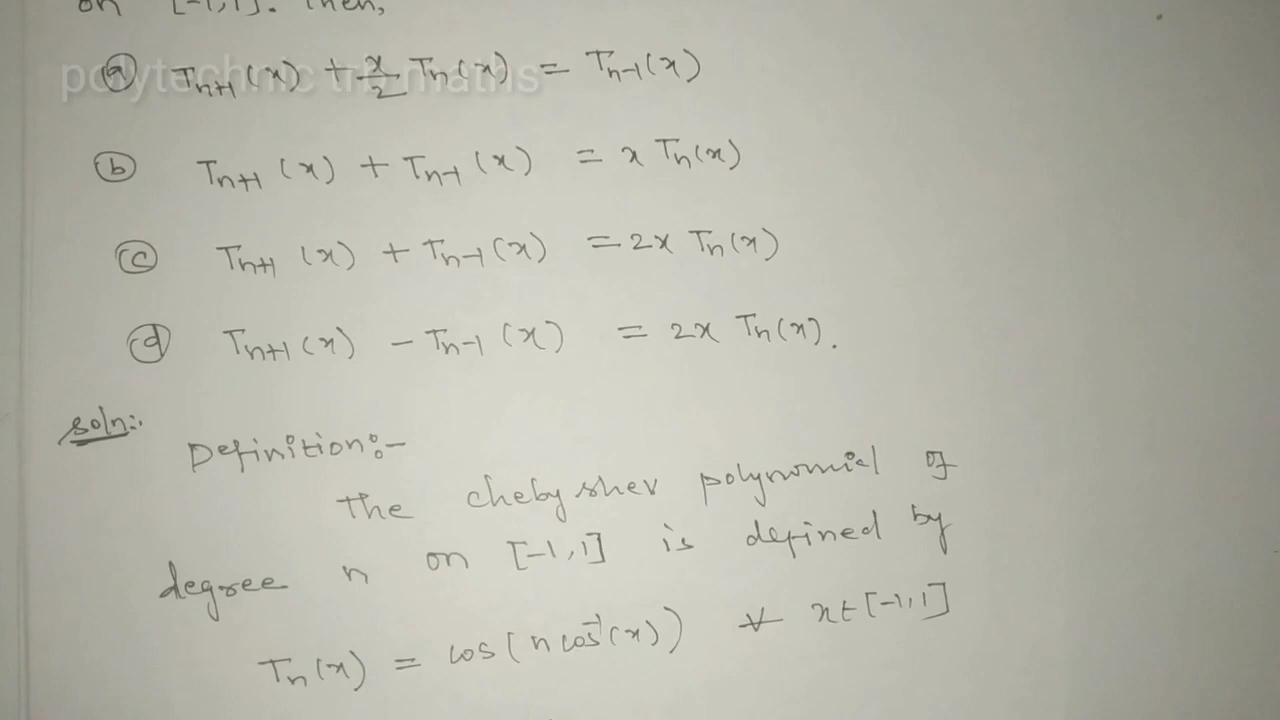 on [-1,1]. Then,
polytechnic trb maths
(a) Tn+1(x) + x/2 Tn(x) = Tn-1(x)
(b) Tn+1(x) + Tn-1(x) = x Tn(x)
(c) Tn+1(x) + Tn-1(x) = 2x Tn(x)
(d) Tn+1(x) - Tn-1(x) = 2x Tn(x).
Soln:.
Definition:-
The chebyshev polynomial of
degree n on [-1,1] is defined by
Tn(x) = cos(n cos⁻¹(x)) ∀ x∈[-1,1]